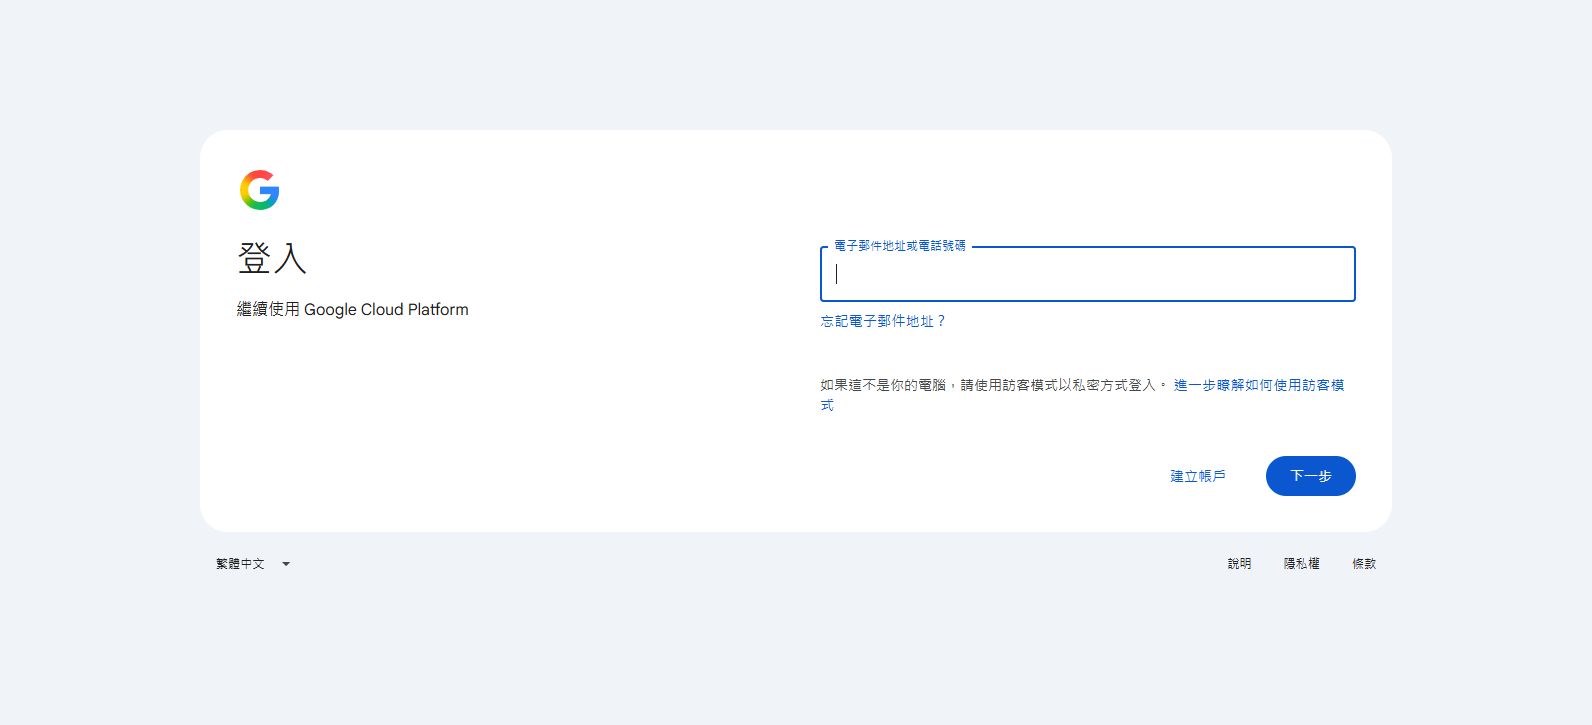 登入
繼續使用 Google Cloud Platform
電子郵件地址或電話號碼
忘記電子郵件地址？
如果這不是你的電腦，請使用訪客模式以私密方式登入。 進一步瞭解如何使用訪客模
式
建立帳戶
下一步
繁體中文
說明
隱私權
條款